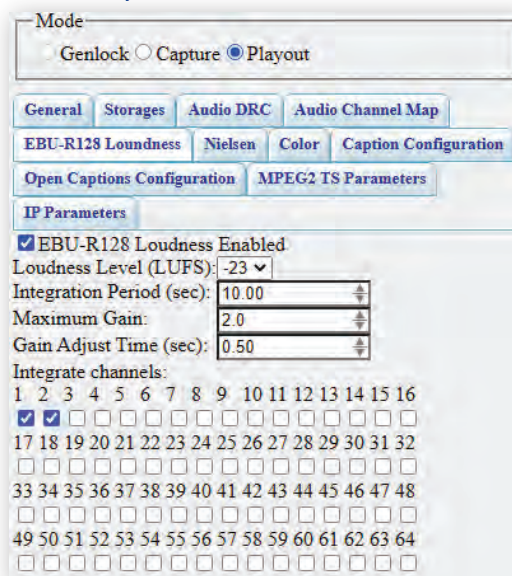 Mode
Genlock Capture Playout
General Storages Audio DRC Audio Channel Map
EBU-R128 Loundness Nielsen Color Caption Configuration
Open Captions Configuration MPEG2 TS Parameters
IP Parameters
EBU-R128 Loudness Enabled
Loudness Level (LUFS): -23
Integration Period (sec): 10.00
Maximum Gain: 2.0
Gain Adjust Time (sec): 0.50
Integrate channels:
1 2 3 4 5 6 7 8 9 10 11 12 13 14 15 16
17 18 19 20 21 22 23 24 25 26 27 28 29 30 31 32
33 34 35 36 37 38 39 40 41 42 43 44 45 46 47 48
49 50 51 52 53 54 55 56 57 58 59 60 61 62 63 64